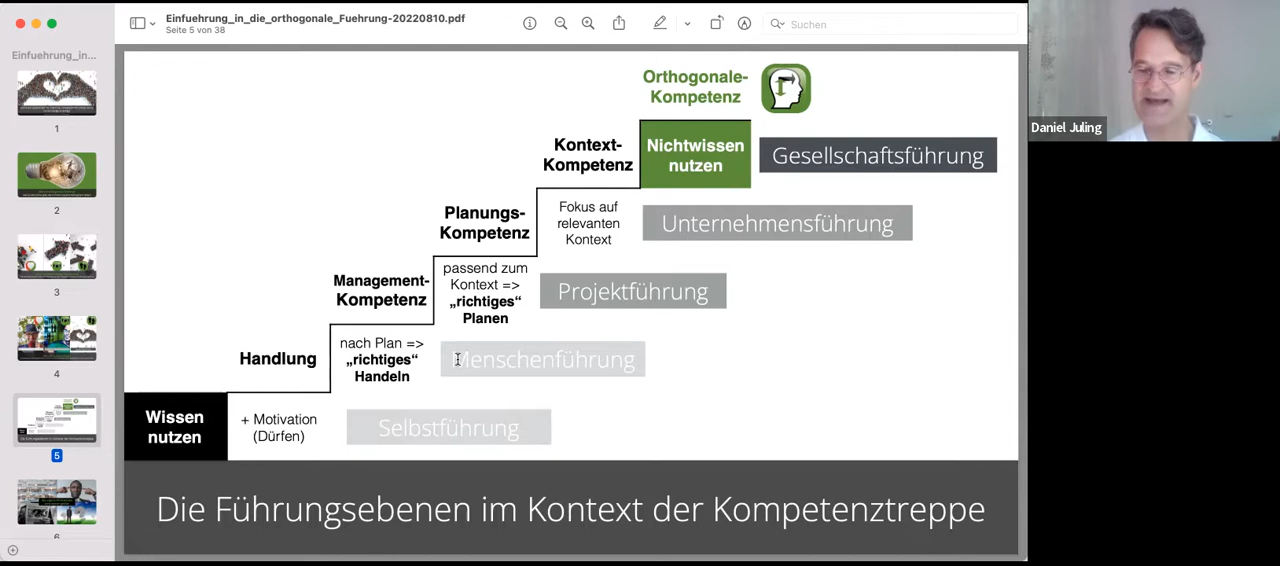 Einfuehrung_in_die_orthogonale_Fuehrung-20220810.pdf
Seite 5 von 38
Suchen
Einfuehrung_in...
1
2
3
4
5
6
Orthogonale-
Kompetenz
Kontext-
Kompetenz
Nichtwissen
nutzen
Gesellschaftsführung
Planungs-
Kompetenz
Fokus auf
relevanten
Kontext
Unternehmensführung
Management-
Kompetenz
passend zum
Kontext =>
„richtiges“
Planen
Projektführung
Handlung
nach Plan =>
„richtiges“
Handeln
Menschenführung
Wissen
nutzen
+ Motivation
(Dürfen)
Selbstführung
Die Führungsebenen im Kontext der Kompetenztreppe
Daniel Juling